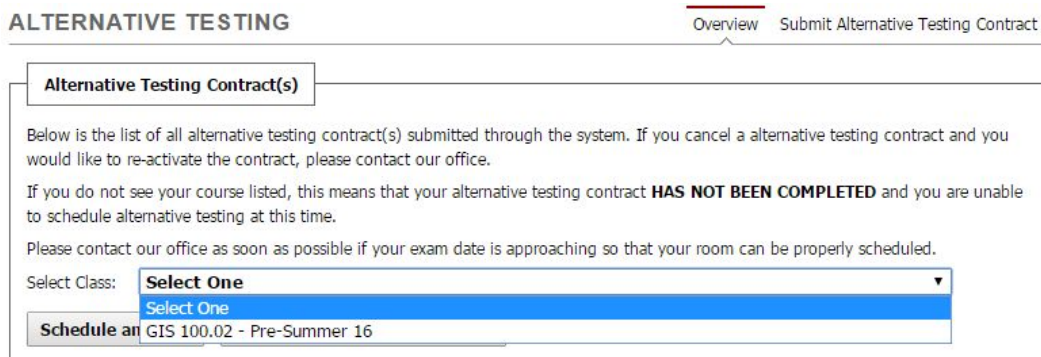 ALTERNATIVE TESTING
Overview Submit Alternative Testing Contract
Alternative Testing Contract(s)
Below is the list of all alternative testing contract(s) submitted through the system. If you cancel a alternative testing contract and you
would like to re-activate the contract, please contact our office.
If you do not see your course listed, this means that your alternative testing contract HAS NOT BEEN COMPLETED and you are unable
to schedule alternative testing at this time.
Please contact our office as soon as possible if your exam date is approaching so that your room can be properly scheduled.
Select Class: Select One
Select One
Schedule an
GIS 100.02 - Pre-Summer 16